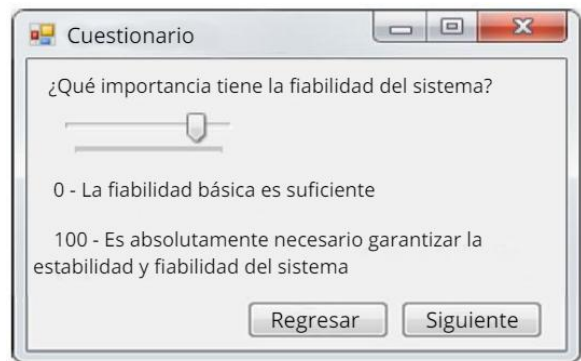 Cuestionario
¿Qué importancia tiene la fiabilidad del sistema?
0 - La fiabilidad básica es suficiente
100 - Es absolutamente necesario garantizar la
estabilidad y fiabilidad del sistema
Regresar
Siguiente